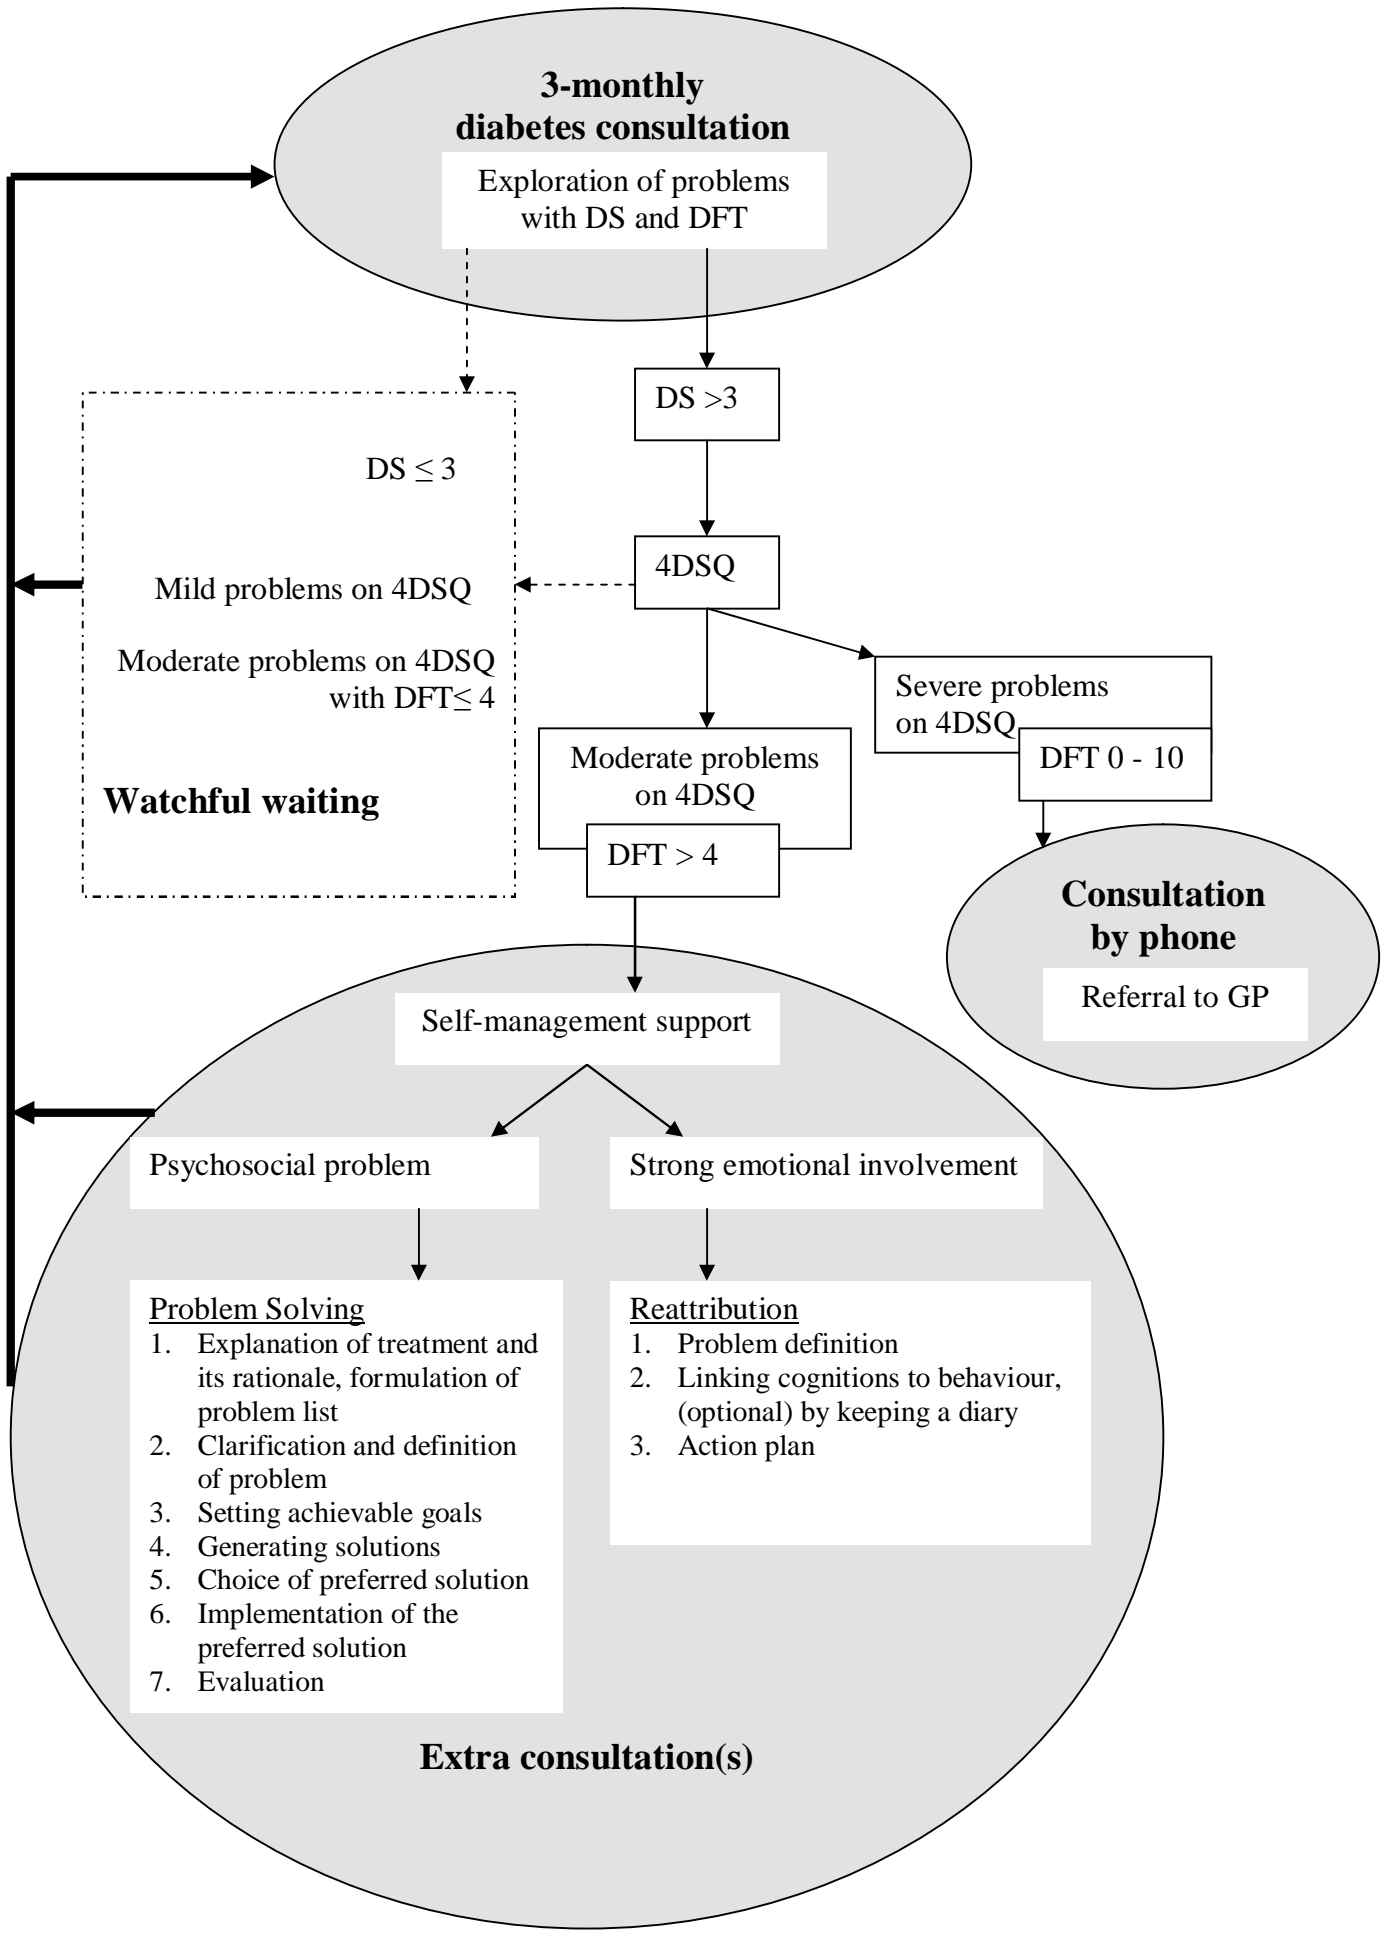 3-monthly
diabetes consultation
Exploration of problems
with DS and DFT
DS >3
DS ≤ 3
4DSQ
Mild problems on 4DSQ
Moderate problems on 4DSQ
with DFT≤ 4
Watchful waiting
Severe problems
on 4DSQ
DFT 0 - 10
Moderate problems
on 4DSQ
DFT > 4
Consultation
by phone
Referral to GP
Self-management support
Psychosocial problem
Strong emotional involvement
Problem Solving
1. Explanation of treatment and
its rationale, formulation of
problem list
2. Clarification and definition
of problem
3. Setting achievable goals
4. Generating solutions
5. Choice of preferred solution
6. Implementation of the
preferred solution
7. Evaluation
Reattribution
1. Problem definition
2. Linking cognitions to behaviour,
(optional) by keeping a diary
3. Action plan
Extra consultation(s)